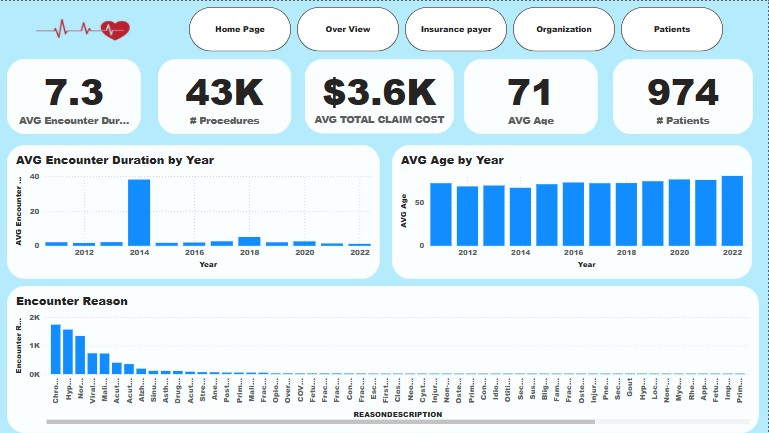 Home Page
Over View
Insurance payer
Organization
Patients
7.3
AVG Encounter Dur...
43K
# Procedures
$3.6K
AVG TOTAL CLAIM COST
71
AVG Age
974
# Patients
AVG Encounter Duration by Year
AVG Encounter ...
40
20
0
2012 2014 2016 2018 2020 2022
Year
AVG Age by Year
AVG Age
50
0
2012 2014 2016 2018 2020 2022
Year
Encounter Reason
Encounter R...
2K
1K
0K
Chro... Hyp... Nor... Viral... Mali... Acut... Acut... Alzh... Sinu... Asth... Drug... Acut... Stre... Ane... Post... Prim... Mali... Frac... Opio... Over... COV... Fetu... Frac... Frac... Con... Frac... Esc... First... Clos... Neo... Cyst... Injur... Non-... Oste... Prim... Con... Idio... Otiti... Sec... Sus... Big... Fam... Frac... Oste... Injur... Pne... Sec... Gout Hyp... Loc... Non-... Myo... Rhe... App... Fetu... Imp... Prim...
REASONDESCRIPTION